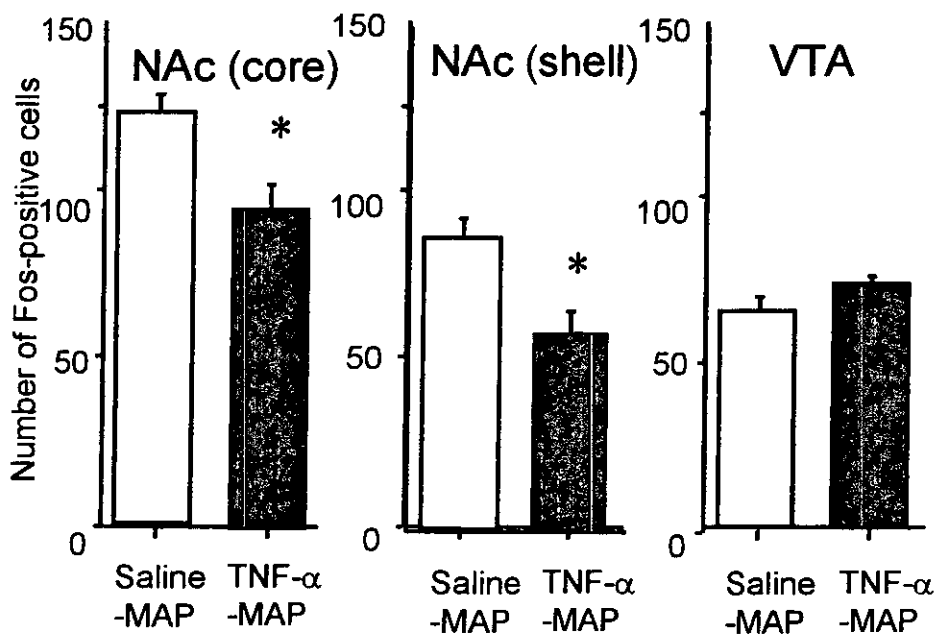 Number of Fos-positive cells
150
100
50
0
NAc (core)
*
Saline
-MAP
TNF-α
-MAP
150
100
50
0
NAc (shell)
*
Saline
-MAP
TNF-α
-MAP
150
100
50
0
VTA
Saline
-MAP
TNF-α
-MAP